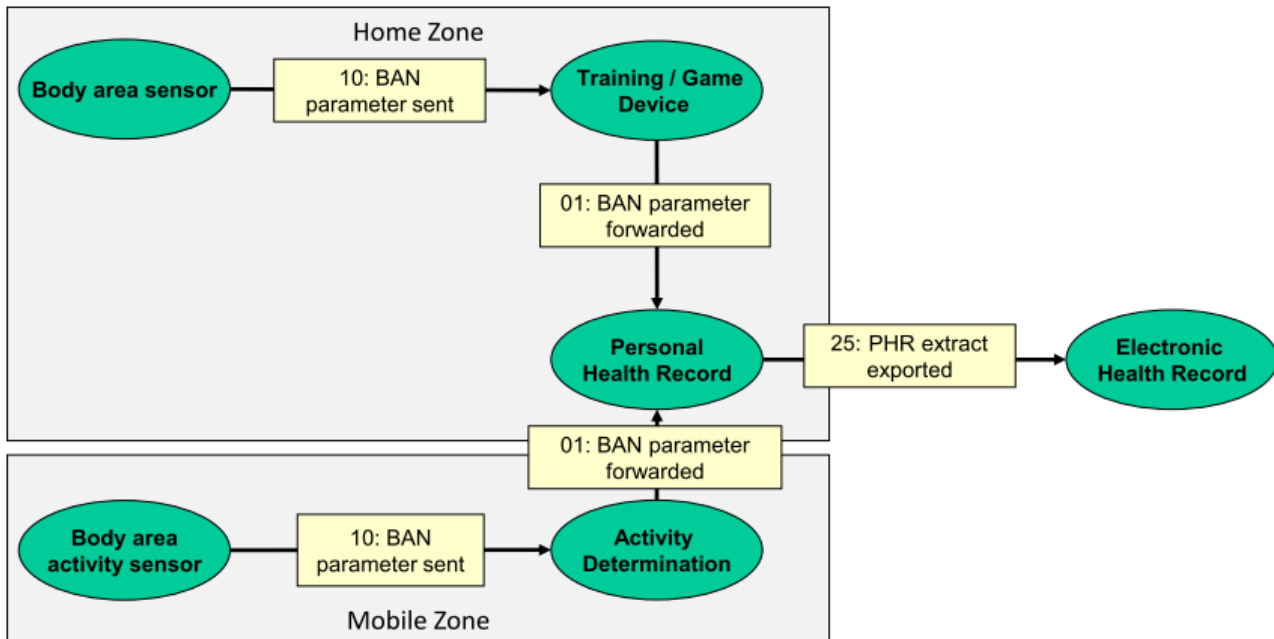 Home Zone
Body area sensor
10: BAN
parameter sent
Training / Game
Device
01: BAN parameter
forwarded
Personal
Health Record
25: PHR extract
exported
Electronic
Health Record
01: BAN parameter
forwarded
Body area
activity sensor
10: BAN
parameter sent
Activity
Determination
Mobile Zone